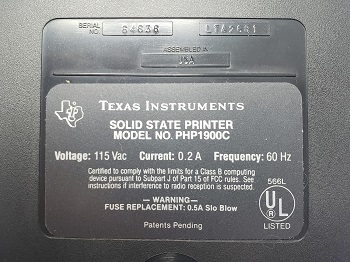 SERIAL NO. 64636 LTA2681
ASSEMBLED IN
USA
TEXAS INSTRUMENTS
SOLID STATE PRINTER
MODEL NO. PHP1900C
Voltage: 115 Vac Current: 0.2 A Frequency: 60 Hz
Certified to comply with the limits for a Class B computing
device pursuant to Subpart J of Part 15 of FCC rules. See
instructions if interference to radio reception is suspected.
566L
— WARNING —
FUSE REPLACEMENT: 0.5A Slo Blow
UL
®
LISTED
Patents Pending